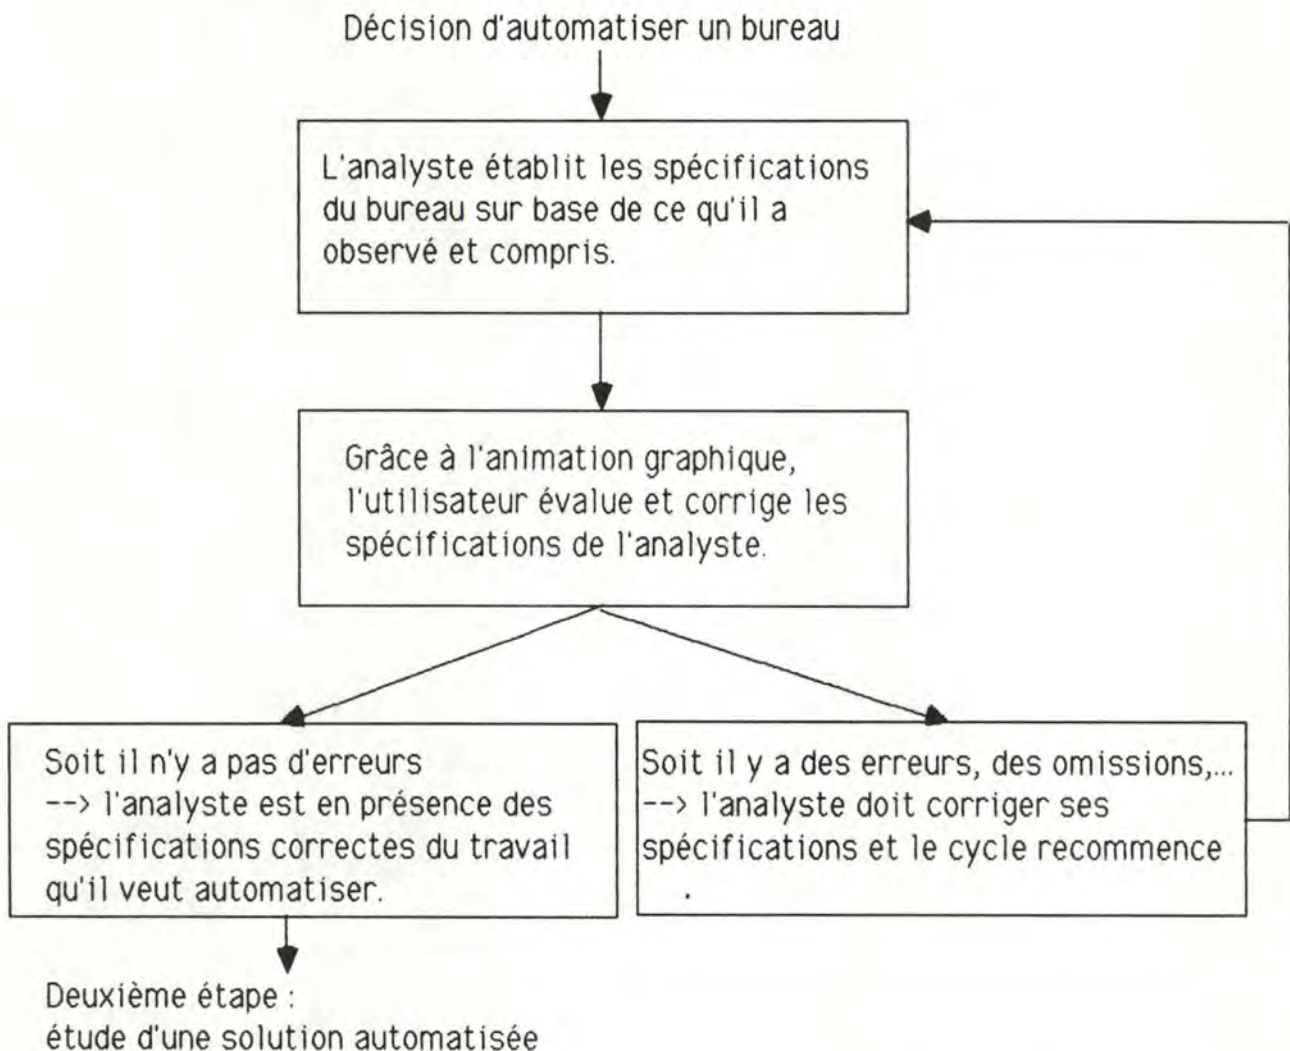 Décision d'automatiser un bureau
L'analyste établit les spécifications
du bureau sur base de ce qu'il a
observé et compris.
Grâce à l'animation graphique,
l'utilisateur évalue et corrige les
spécifications de l'analyste.
Soit il n'y a pas d'erreurs
--> l'analyste est en présence des
spécifications correctes du travail
qu'il veut automatiser.
Soit il y a des erreurs, des omissions,...
--> l'analyste doit corriger ses
spécifications et le cycle recommence
.
Deuxième étape :
étude d'une solution automatisée